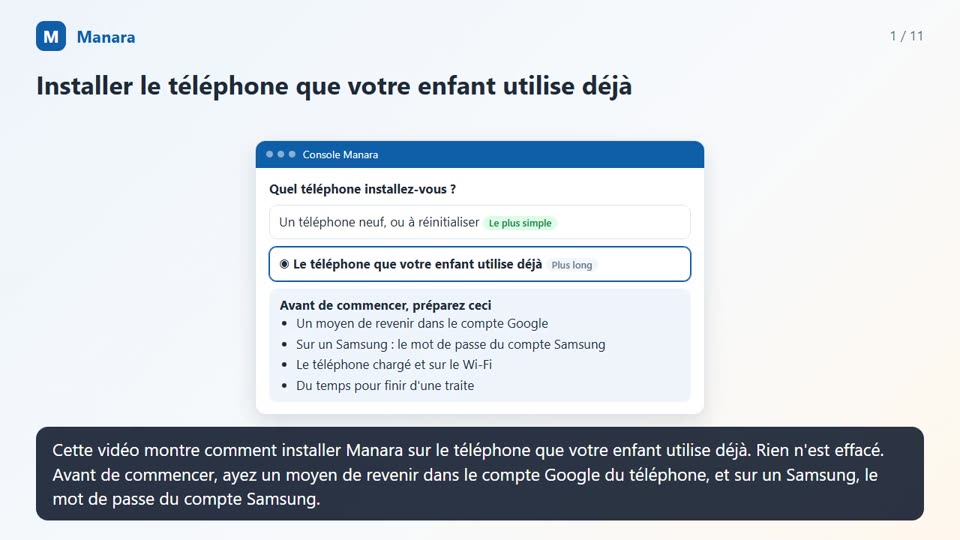 M Manara
1 / 11
Installer le téléphone que votre enfant utilise déjà
Console Manara
Quel téléphone installez-vous ?
Un téléphone neuf, ou à réinitialiser Le plus simple
Le téléphone que votre enfant utilise déjà Plus long
Avant de commencer, préparez ceci
• Un moyen de revenir dans le compte Google
• Sur un Samsung : le mot de passe du compte Samsung
• Le téléphone chargé et sur le Wi-Fi
• Du temps pour finir d'une traite
Cette vidéo montre comment installer Manara sur le téléphone que votre enfant utilise déjà. Rien n'est effacé.
Avant de commencer, ayez un moyen de revenir dans le compte Google du téléphone, et sur un Samsung, le
mot de passe du compte Samsung.